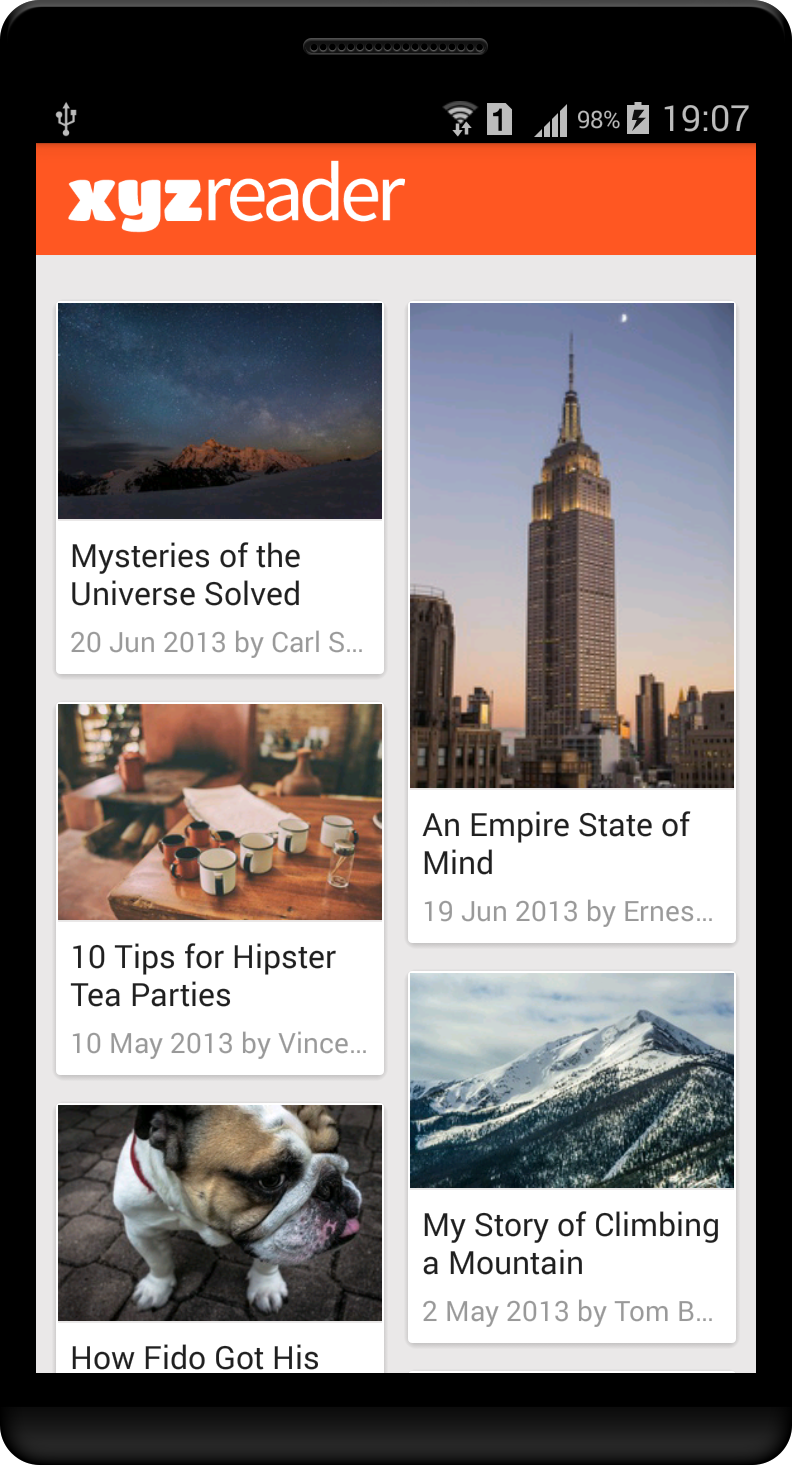 1 98% 19:07
xyzreader
Mysteries of the
Universe Solved
20 Jun 2013 by Carl S...
An Empire State of
Mind
19 Jun 2013 by Ernes...
10 Tips for Hipster
Tea Parties
10 May 2013 by Vince...
My Story of Climbing
a Mountain
2 May 2013 by Tom B...
How Fido Got His